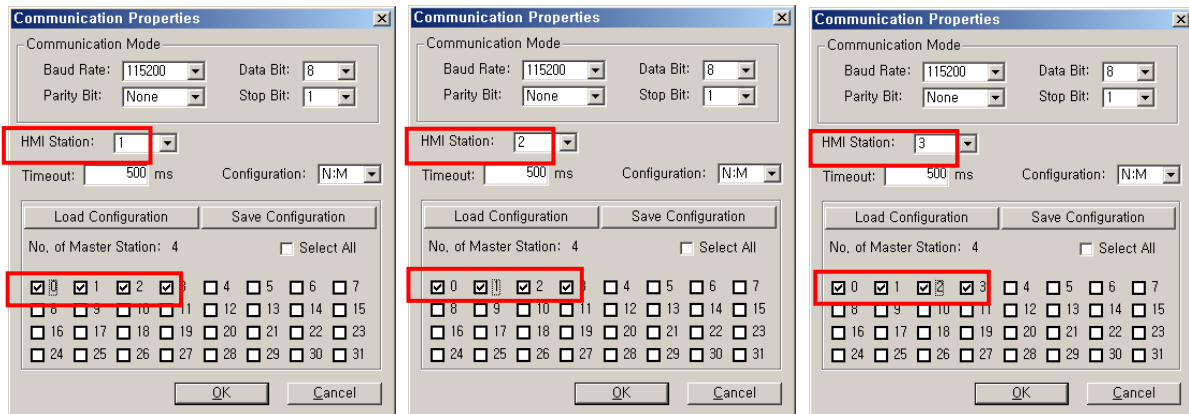 Communication Properties
Communication Mode
Baud Rate: 115200 Data Bit: 8
Parity Bit: None Stop Bit: 1
HMI Station: 1
Timeout: 500 ms Configuration: N:M
Load Configuration Save Configuration
No. of Master Station: 4 Select All
0 1 2 3 4 5 6 7
8 9 10 11 12 13 14 15
16 17 18 19 20 21 22 23
24 25 26 27 28 29 30 31
OK Cancel
Communication Properties
Communication Mode
Baud Rate: 115200 Data Bit: 8
Parity Bit: None Stop Bit: 1
HMI Station: 2
Timeout: 500 ms Configuration: N:M
Load Configuration Save Configuration
No. of Master Station: 4 Select All
0 1 2 3 4 5 6 7
8 9 10 11 12 13 14 15
16 17 18 19 20 21 22 23
24 25 26 27 28 29 30 31
OK Cancel
Communication Properties
Communication Mode
Baud Rate: 115200 Data Bit: 8
Parity Bit: None Stop Bit: 1
HMI Station: 3
Timeout: 500 ms Configuration: N:M
Load Configuration Save Configuration
No. of Master Station: 4 Select All
0 1 2 3 4 5 6 7
8 9 10 11 12 13 14 15
16 17 18 19 20 21 22 23
24 25 26 27 28 29 30 31
OK Cancel